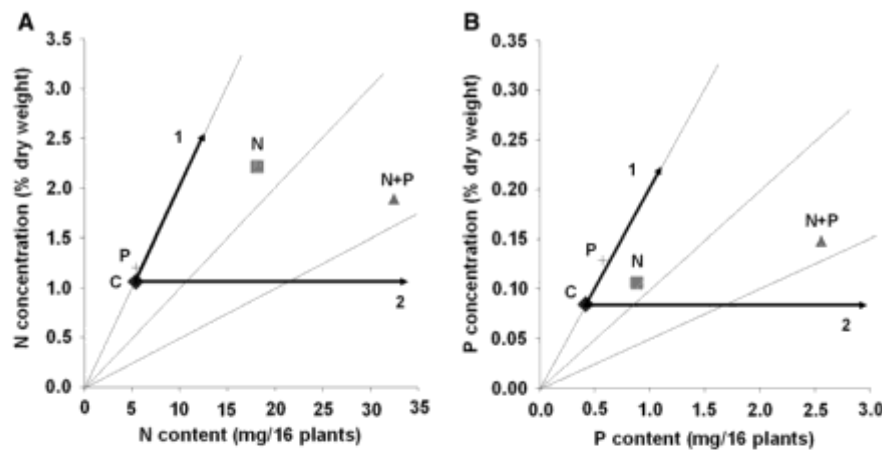 A
N concentration (% dry weight)
3.5
3.0
2.5
2.0
1.5
1.0
0.5
0.0
0
5
10
15
20
25
30
35
N content (mg/16 plants)
1
N
N+P
P
C
2
B
P concentration (% dry weight)
0.35
0.30
0.25
0.20
0.15
0.10
0.05
0.00
0.0
0.5
1.0
1.5
2.0
2.5
3.0
P content (mg/16 plants)
1
N+P
P
N
C
2